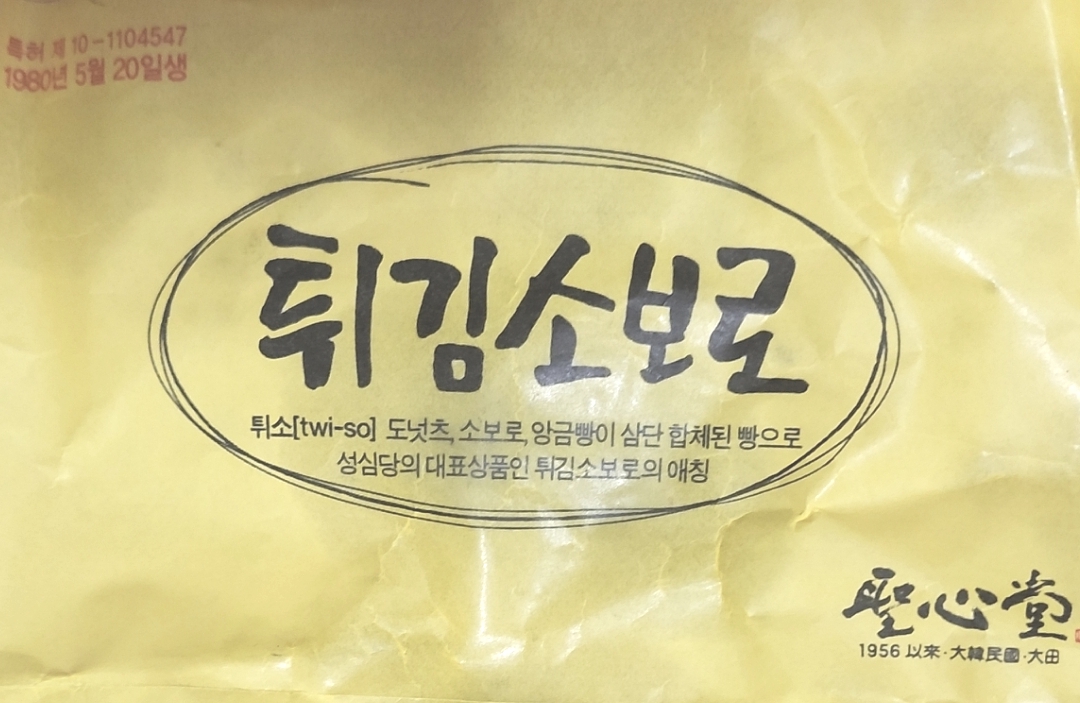 특허 제 10-1104547
1980년 5월 20일생
튀김소보로
튀소[twi-so] 도넛츠, 소보로, 앙금빵이 삼단 합체된 빵으로
성심당의 대표상품인 튀김소보로의 애칭
聖心堂
1956 以來·大韓民國·大田